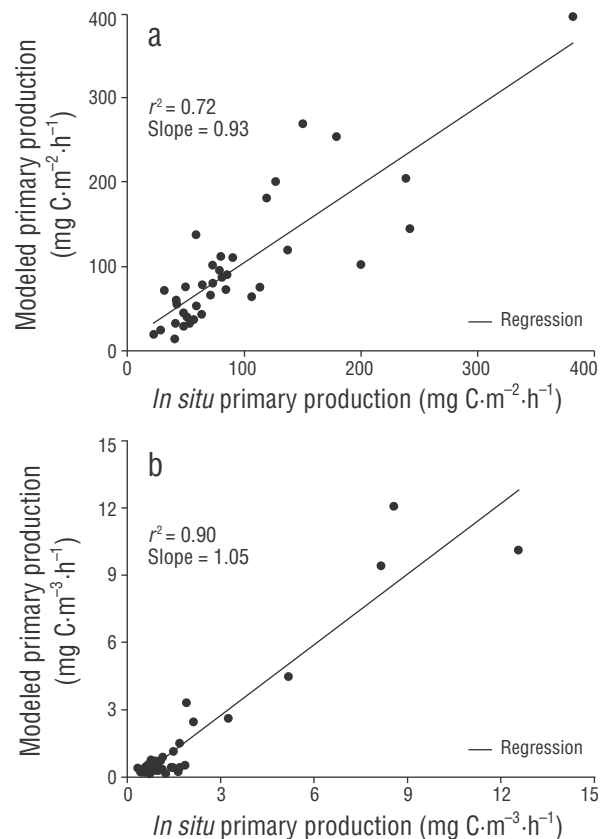 a
400
300
200
100
0
r² = 0.72
Slope = 0.93
Regression
0 100 200 300 400
Modeled primary production
(mg C·m⁻²·h⁻¹)
In situ primary production (mg C·m⁻²·h⁻¹)
b
15
12
9
6
3
0
r² = 0.90
Slope = 1.05
Regression
0 3 6 9 12 15
Modeled primary production
(mg C·m⁻³·h⁻¹)
In situ primary production (mg C·m⁻³·h⁻¹)